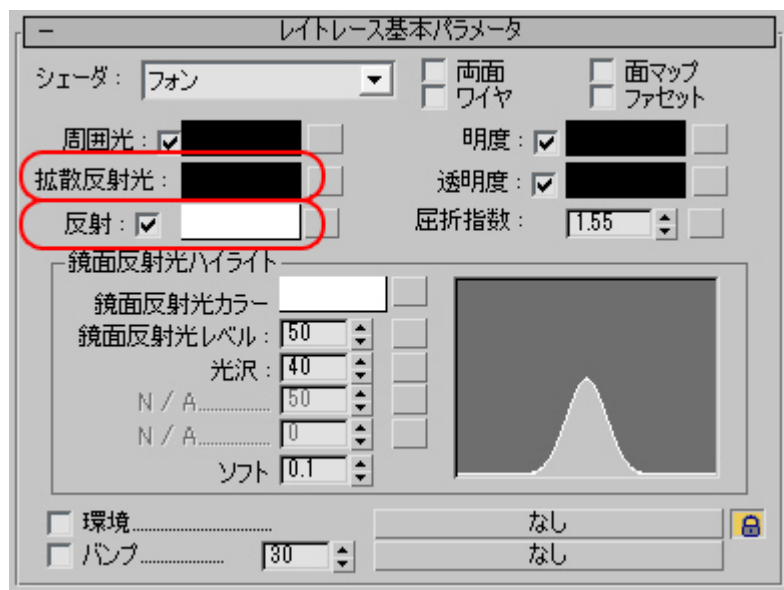 − レイトレース基本パラメータ
シェーダ : フォン
両面 面マップ
ワイヤ ファセット
周囲光 : 明度 :
拡散反射光 : 透明度 :
反射 : 屈折指数 : 1.55
鏡面反射光ハイライト
鏡面反射光カラー
鏡面反射光レベル : 50
光沢 : 40
N / A............... 50
N / A............... 0
ソフト 0.1
環境............................. なし
バンプ.................. 30 なし